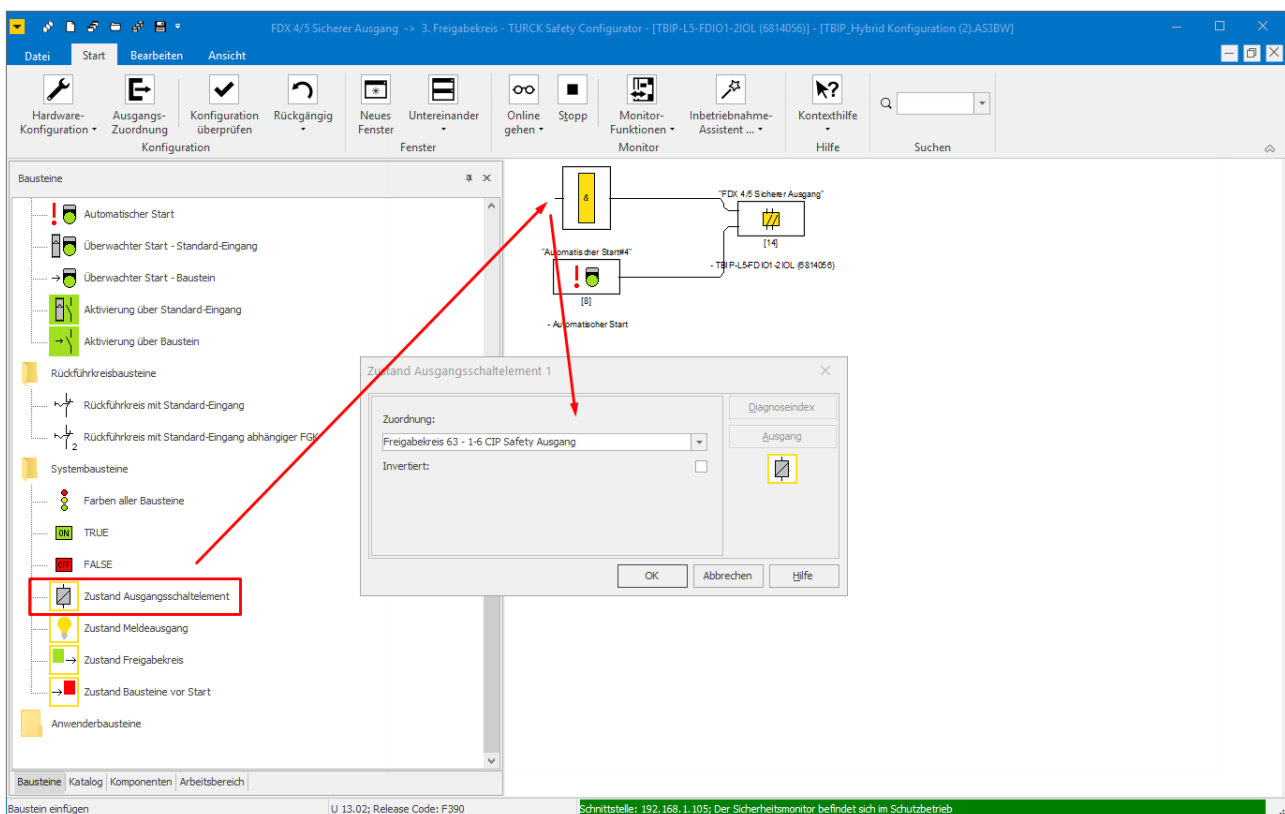 FDX 4/5 Sicherer Ausgang -> 3. Freigabekreis - TURCK Safety Configurator - [TBIP-L5-FDIO1-2IOL (6814056)] - [TBIP_Hybrid Konfiguration (2).AS3BW]
Datei Start Bearbeiten Ansicht
Hardware-
Konfiguration
Ausgangs-
Zuordnung
Konfiguration
überprüfen
Rückgängig
Neues
Fenster
Untereinander
Online
gehen
Stopp
Monitor-
Funktionen
Inbetriebnahme-
Assistent ...
Kontexthilfe
Konfiguration Fenster Monitor Hilfe Suchen
Bausteine
Automatischer Start
Überwachter Start - Standard-Eingang
Überwachter Start - Baustein
Aktivierung über Standard-Eingang
Aktivierung über Baustein
Rückführkreisbausteine
Rückführkreis mit Standard-Eingang
2
Rückführkreis mit Standard-Eingang abhängiger FGK
Systembausteine
Farben aller Bausteine
ON TRUE
OFF FALSE
Zustand Ausgangsschaltelement
Zustand Meldeausgang
Zustand Freigabekreis
Zustand Bausteine vor Start
Anwenderbausteine
Bausteine Katalog Komponenten Arbeitsbereich
&
"FDX 4/5 Sicherer Ausgang"
[14]
- TBIP-L5-FDIO1-2IOL (6814056)
"Automatischer Start#4"
[8]
- Automatischer Start
Zustand Ausgangsschaltelement 1
Zuordnung:
Freigabekreis 63 - 1-6 CIP Safety Ausgang
Invertiert:
Diagnoseindex
Ausgang
OK Abbrechen Hilfe
Baustein einfügen U 13.02; Release Code: F390 Schnittstelle: 192.168.1.105; Der Sicherheitsmonitor befindet sich im Schutzbetrieb